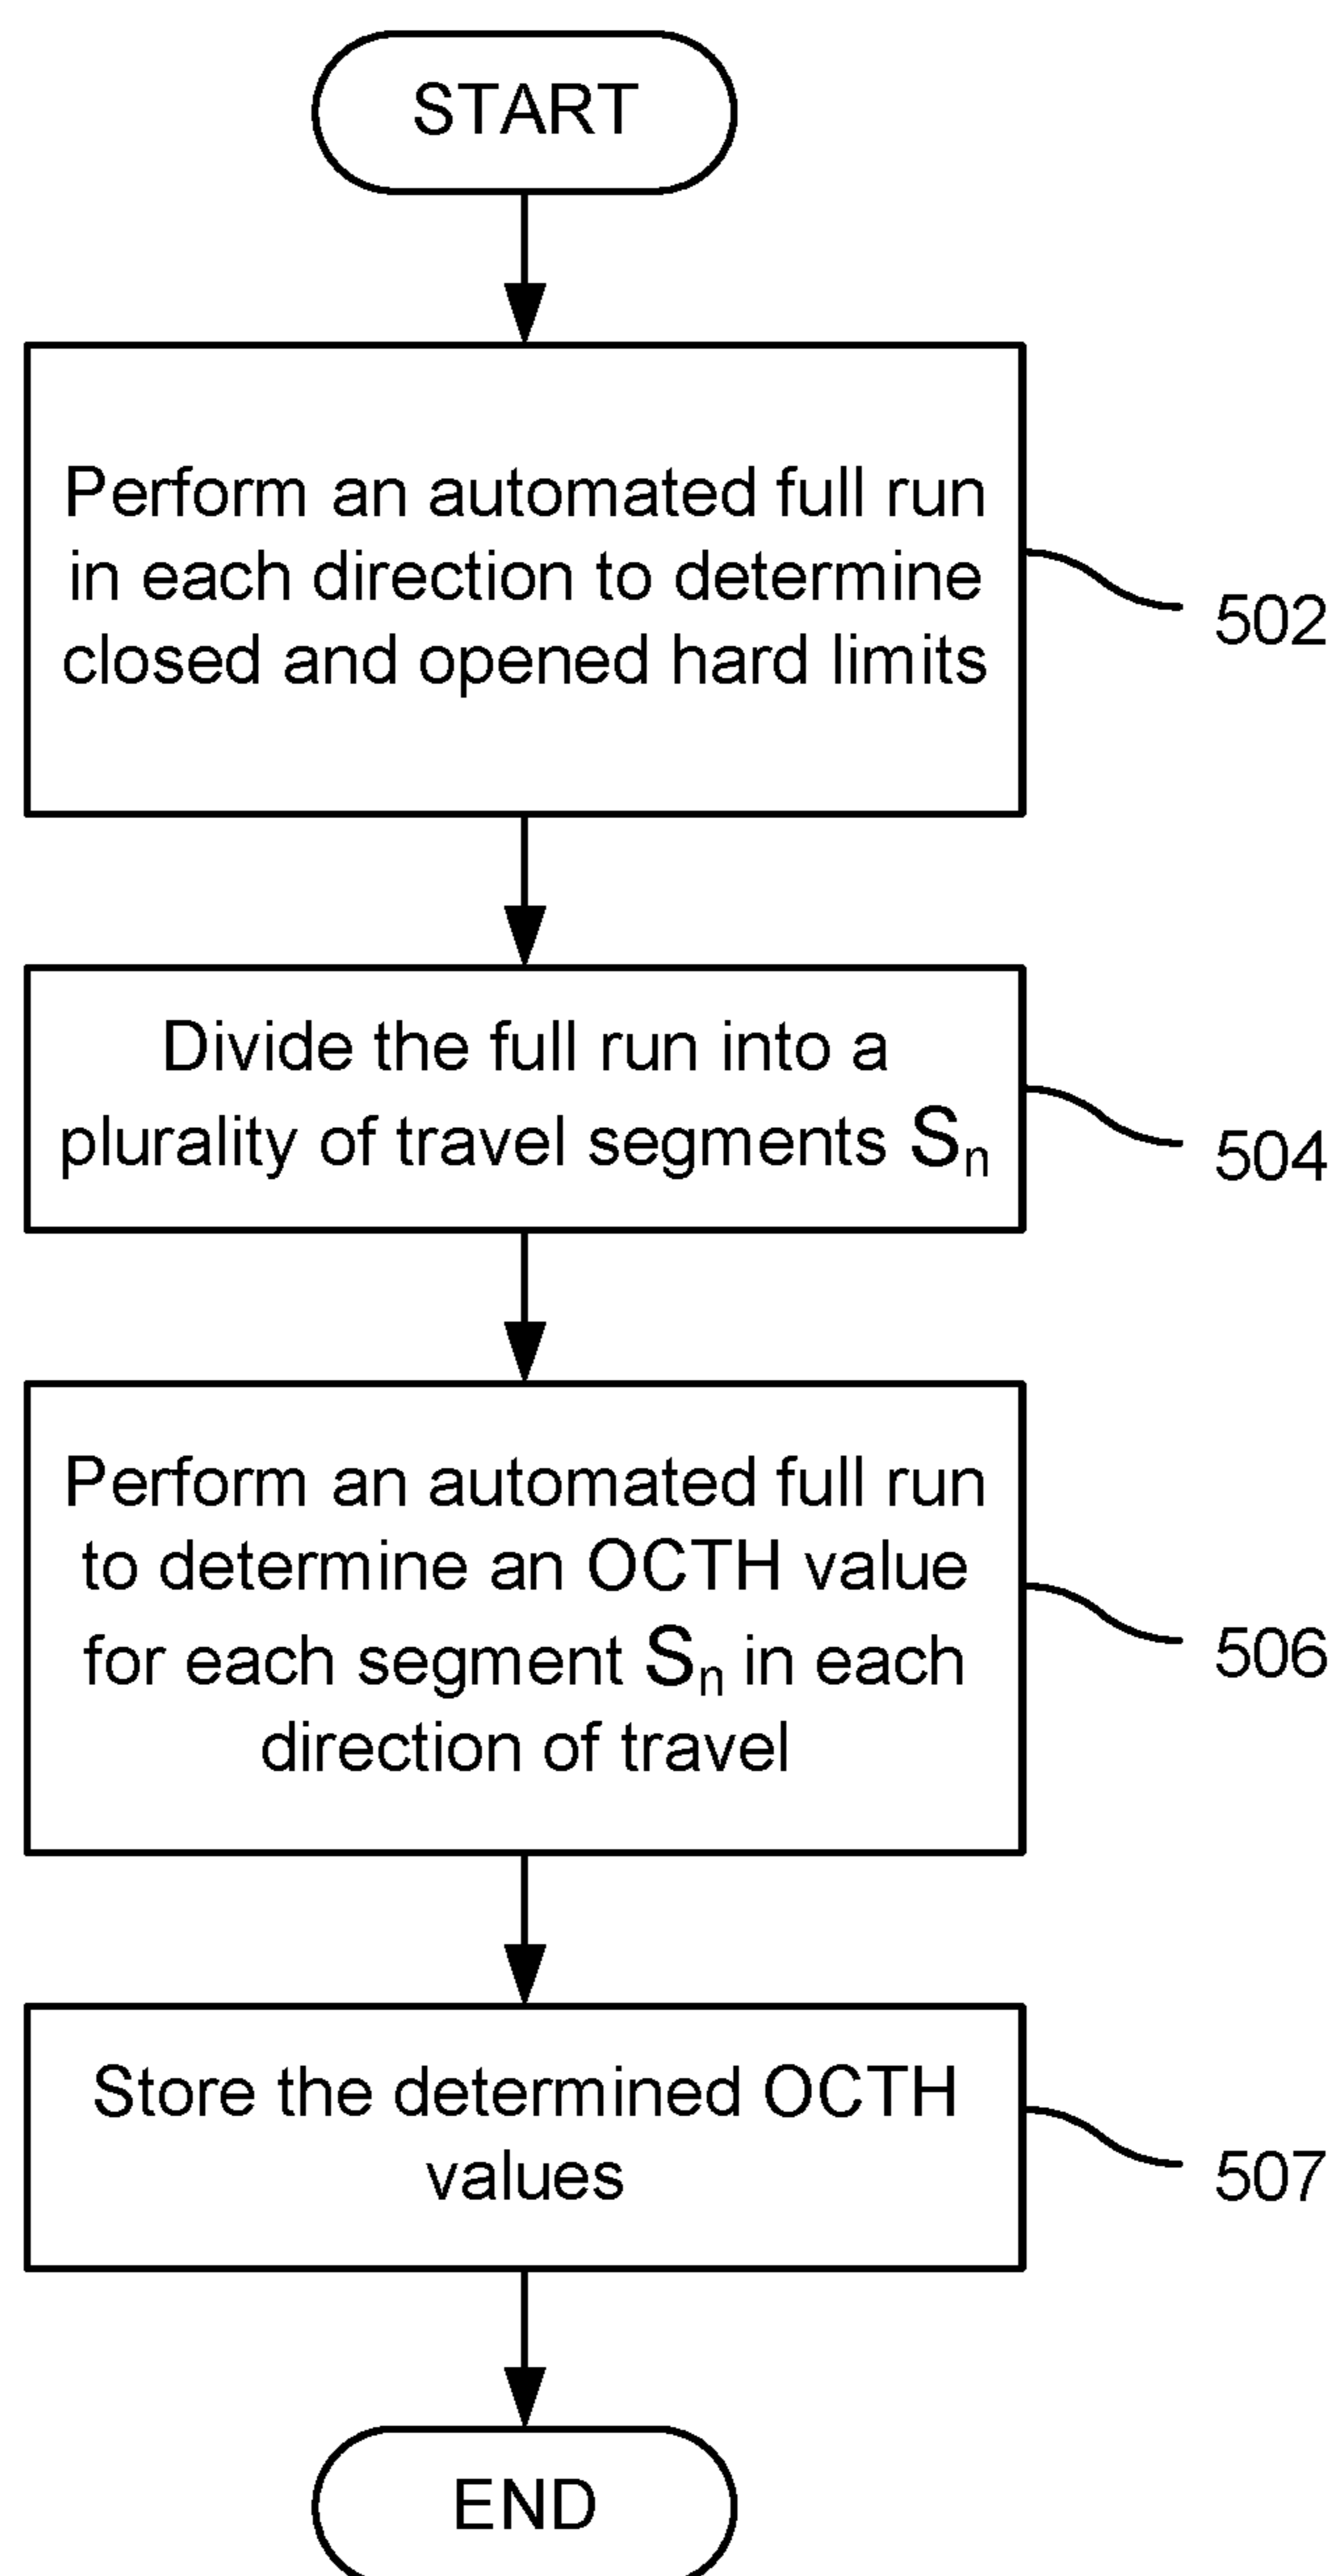 START
Perform an automated full run
in each direction to determine
closed and opened hard limits
502
Divide the full run into a
plurality of travel segments Sn
504
Perform an automated full run
to determine an OCTH value
for each segment Sn in each
direction of travel
506
Store the determined OCTH
values
507
END